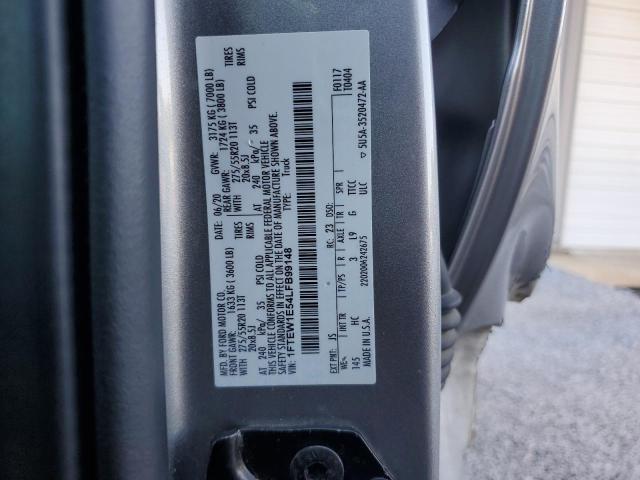 MFD. BY FORD MOTOR CO. DATE: 06/20 GVWR: 3175 KG ( 7000 LB)
FRONT GAWR: 1633 KG ( 3600 LB) REAR GAWR: 1724 KG ( 3800 LB)
WITH 275/55R20 113T TIRES WITH 275/55R20 113T TIRES
20x8.5J RIMS 20x8.5J RIMS
AT 240 kPa/ 35 PSI COLD AT 240 kPa/ 35 PSI COLD
THIS VEHICLE CONFORMS TO ALL APPLICABLE FEDERAL MOTOR VEHICLE
SAFETY STANDARDS IN EFFECT ON THE DATE OF MANUFACTURE SHOWN ABOVE.
VIN: 1FTEW1E54LFB99148
TYPE: Truck
F0117
T0404
EXT PNT: JS RC: 23 DSO:
WB INT TR TP/PS R AXLE TR SPR
145 HC 3 L9 G TTCC
ULC
5U5A-3520472-AA
MADE IN U.S.A. 2202006242675